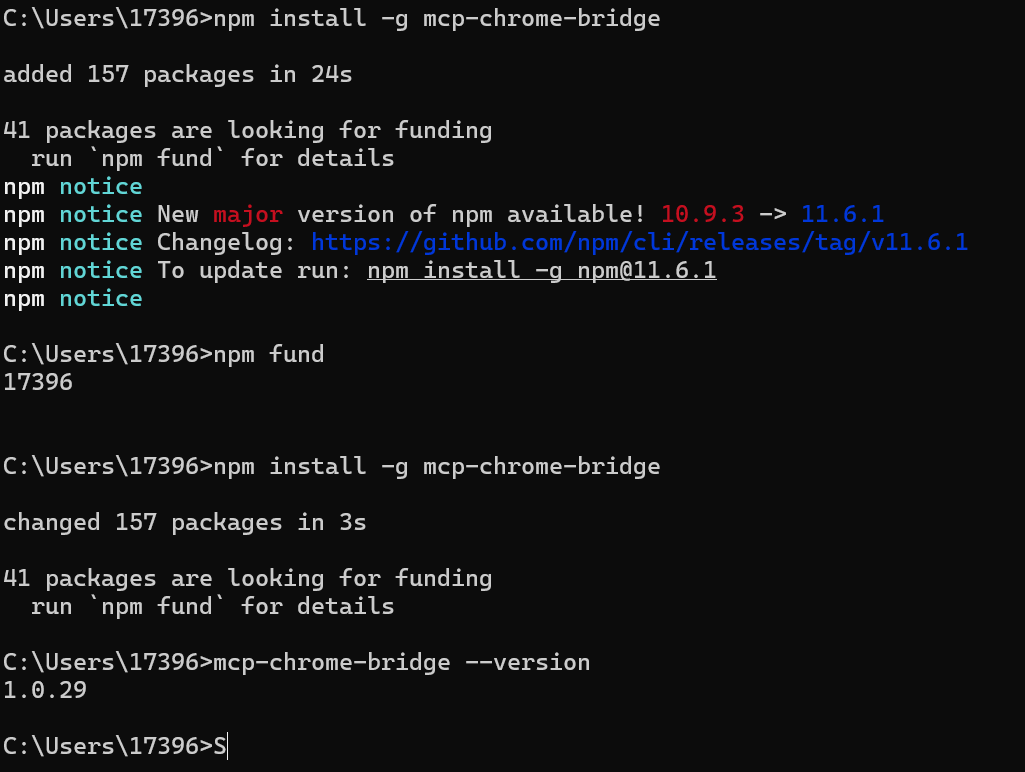 C:\Users\17396>npm install -g mcp-chrome-bridge
added 157 packages in 24s
41 packages are looking for funding
  run `npm fund` for details
npm notice
npm notice New major version of npm available! 10.9.3 -> 11.6.1
npm notice Changelog: https://github.com/npm/cli/releases/tag/v11.6.1
npm notice To update run: npm install -g npm@11.6.1
npm notice
C:\Users\17396>npm fund
17396
C:\Users\17396>npm install -g mcp-chrome-bridge
changed 157 packages in 3s
41 packages are looking for funding
  run `npm fund` for details
C:\Users\17396>mcp-chrome-bridge --version
1.0.29
C:\Users\17396>S